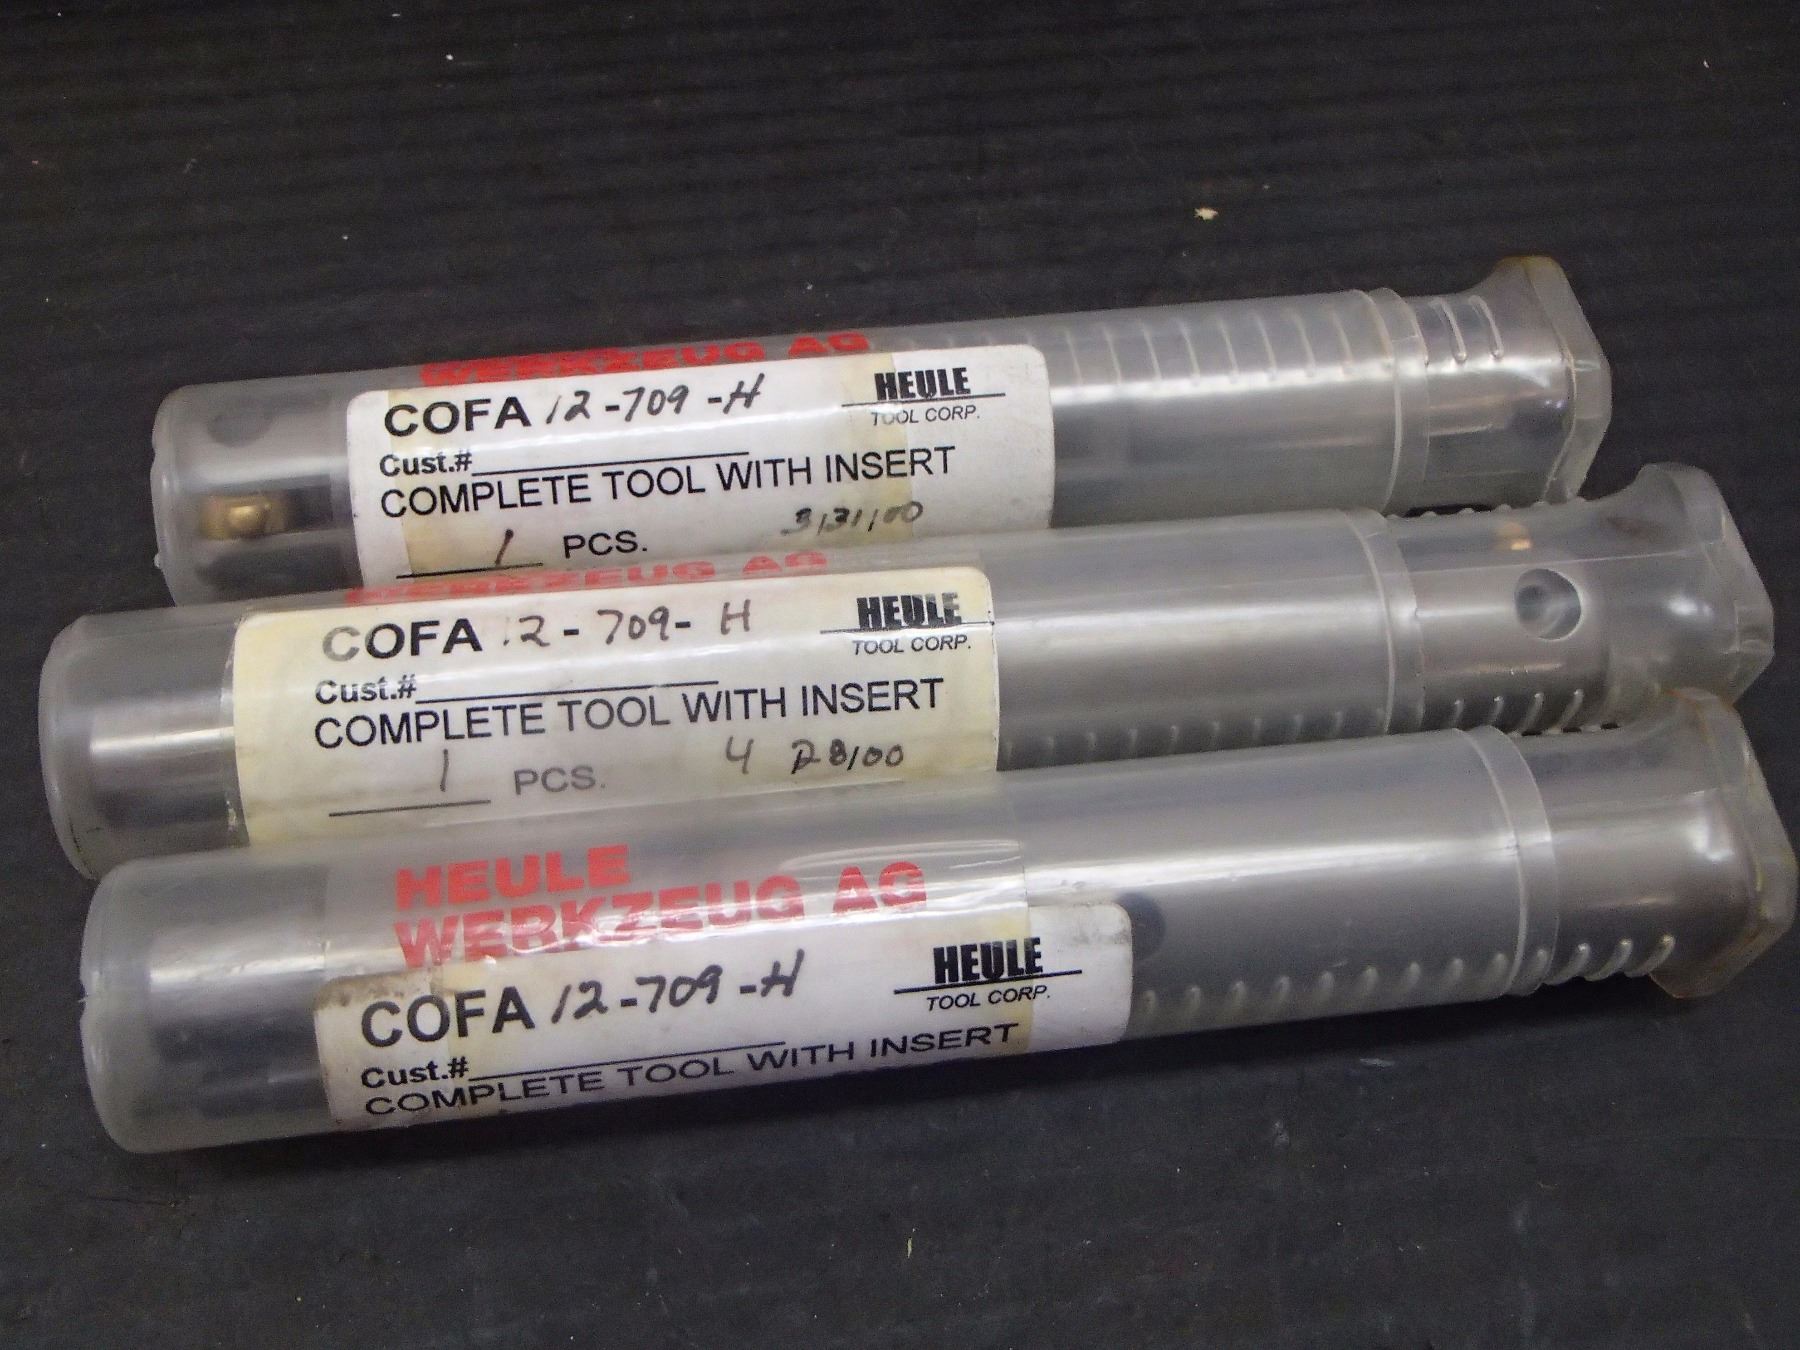 WERKZEUG AG
COFA 12-709-H HEULE
TOOL CORP.
Cust.#
COMPLETE TOOL WITH INSERT
1 PCS. 3/31/00
WERKZEUG AG
COFA 12-709-H HEULE
TOOL CORP.
Cust.#
COMPLETE TOOL WITH INSERT
1 PCS. 4 28/00
HEULE
WERKZEUG AG
COFA 12-709-H HEULE
TOOL CORP.
Cust.#
COMPLETE TOOL WITH INSERT